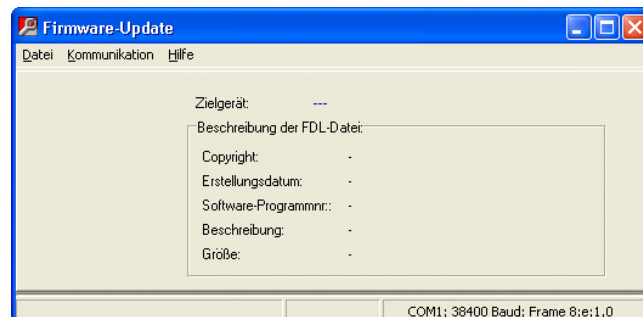 Firmware-Update
Datei Kommunikation Hilfe
Zielgerät: ---
Beschreibung der FDL-Datei:
Copyright: -
Erstellungsdatum: -
Software-Programmnr.: -
Beschreibung: -
Größe: -
COM1; 38400 Baud; Frame 8;e;1,0